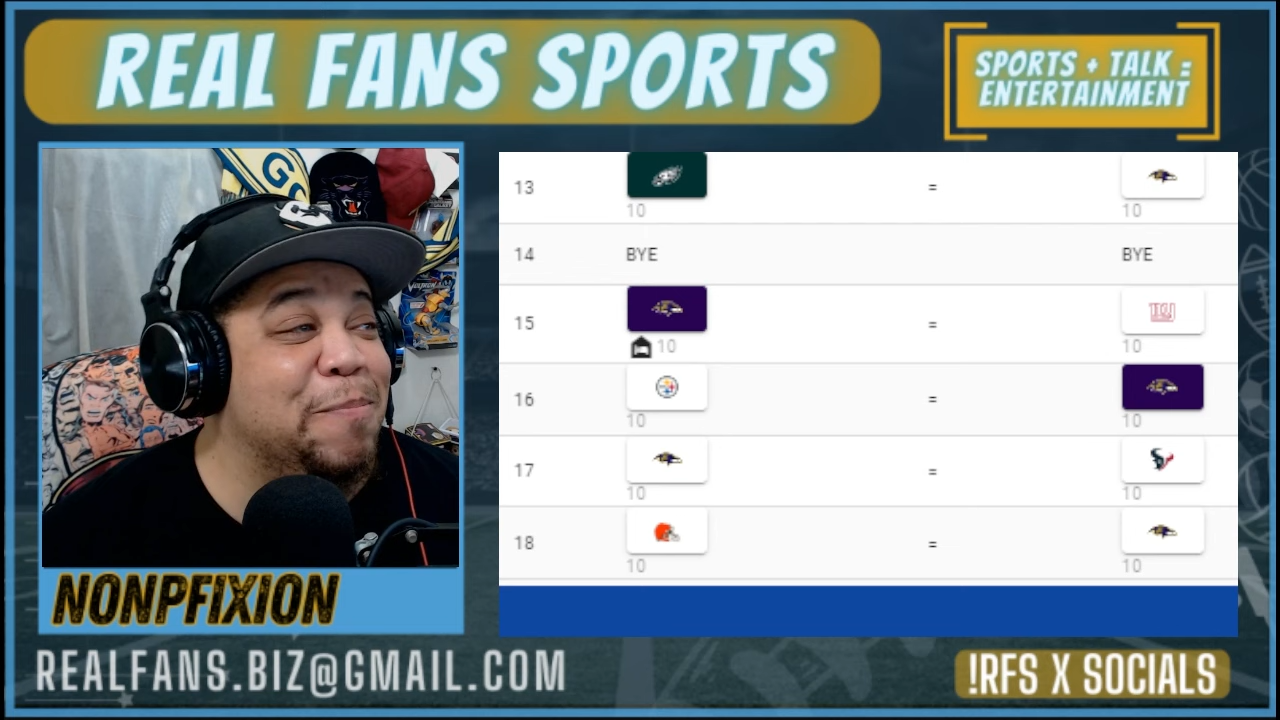 REAL FANS SPORTS
SPORTS + TALK =
ENTERTAINMENT
GO
13 =
10 10
14 BYE BYE
15 =
10 10
16 =
10 10
17 =
10 10
18 =
10 10
NONPFIXION
REALFANS.BIZ@GMAIL.COM
!RFS X SOCIALS